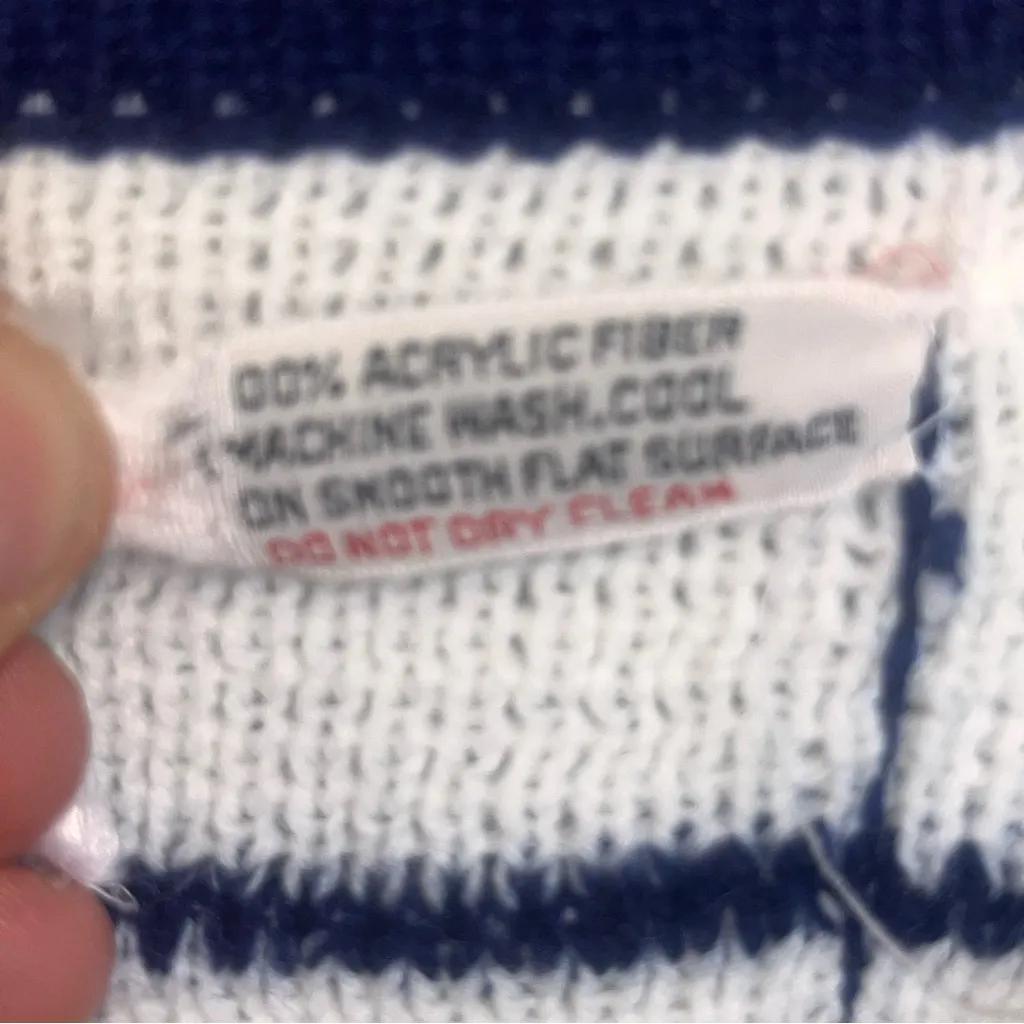 00% ACRYLIC FIBER
MACHINE WASH.COOL
ON SMOOTH FLAT SURFACE
DO NOT DRY CLEAN